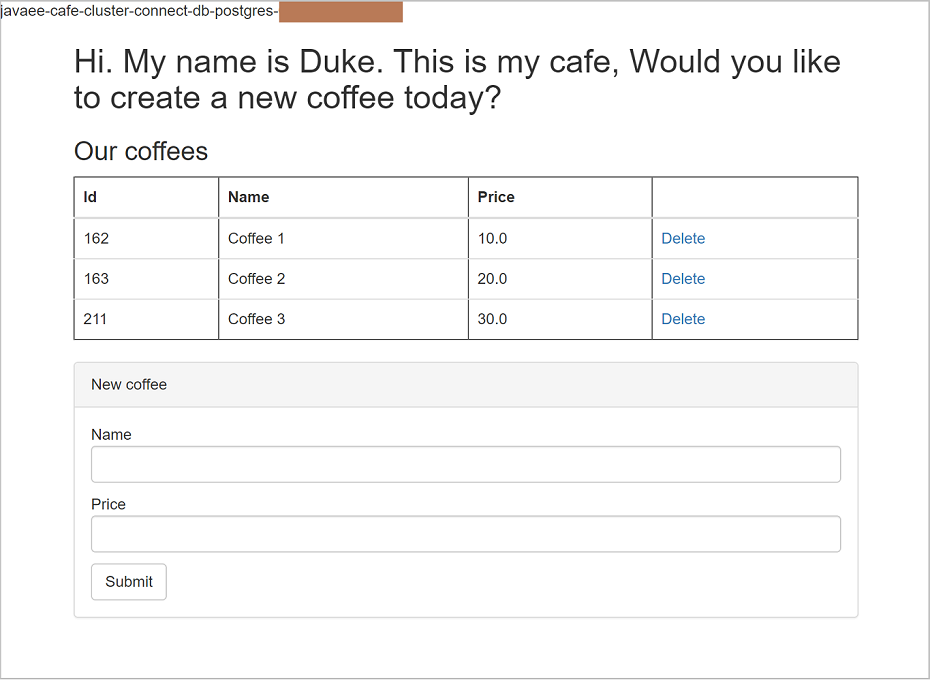 javaee-cafe-cluster-connect-db-postgres-
Hi. My name is Duke. This is my cafe, Would you like
to create a new coffee today?
Our coffees
Id Name Price
162 Coffee 1 10.0 Delete
163 Coffee 2 20.0 Delete
211 Coffee 3 30.0 Delete
New coffee
Name
Price
Submit